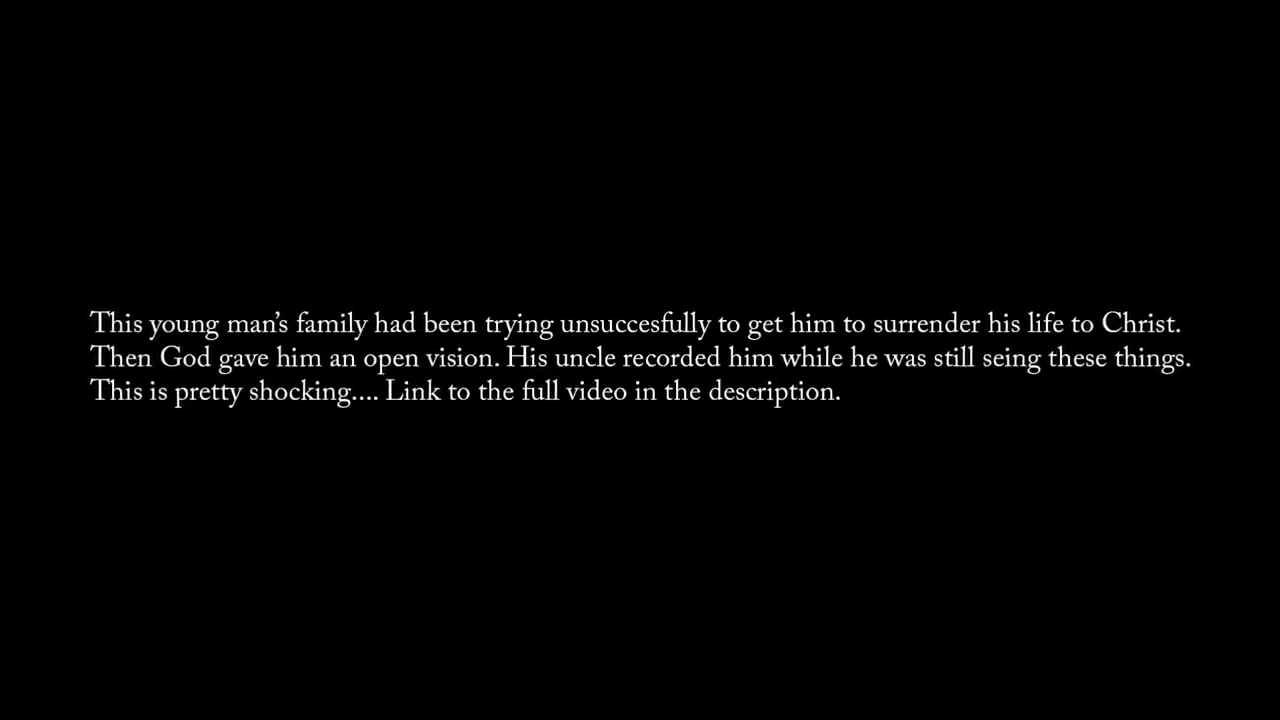 This young man's family had been trying unsuccesfully to get him to surrender his life to Christ.
Then God gave him an open vision. His uncle recorded him while he was still seing these things.
This is pretty shocking.... Link to the full video in the description.